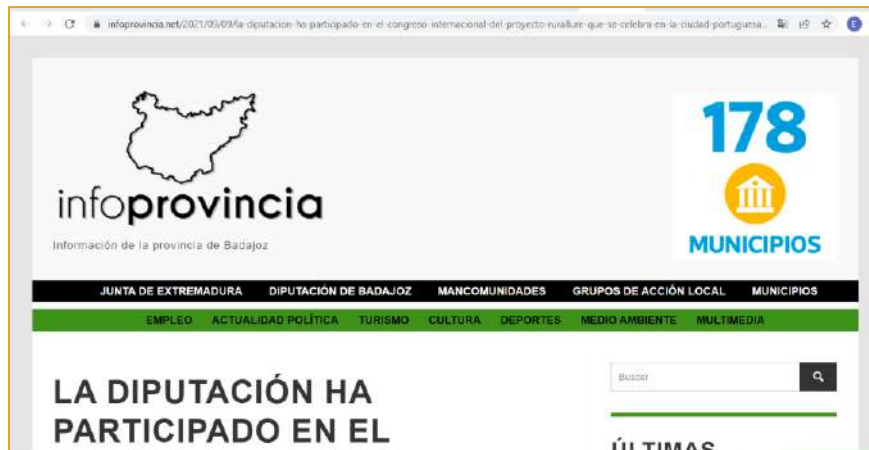 infoprovincia.net/2021/09/09/la-diputacion-ha-participado-en-el-congreso-internacional-del-proyecto-rurallure-que-se-celebra-en-la-ciudad-portuguesa...
E
infoprovincia
Información de la provincia de Badajoz
178
MUNICIPIOS
JUNTA DE EXTREMADURA DIPUTACIÓN DE BADAJOZ MANCOMUNIDADES GRUPOS DE ACCIÓN LOCAL MUNICIPIOS
EMPLEO ACTUALIDAD POLÍTICA TURISMO CULTURA DEPORTES MEDIO AMBIENTE MULTIMEDIA
LA DIPUTACIÓN HA
PARTICIPADO EN EL
Buscar
ÚLTIMAS